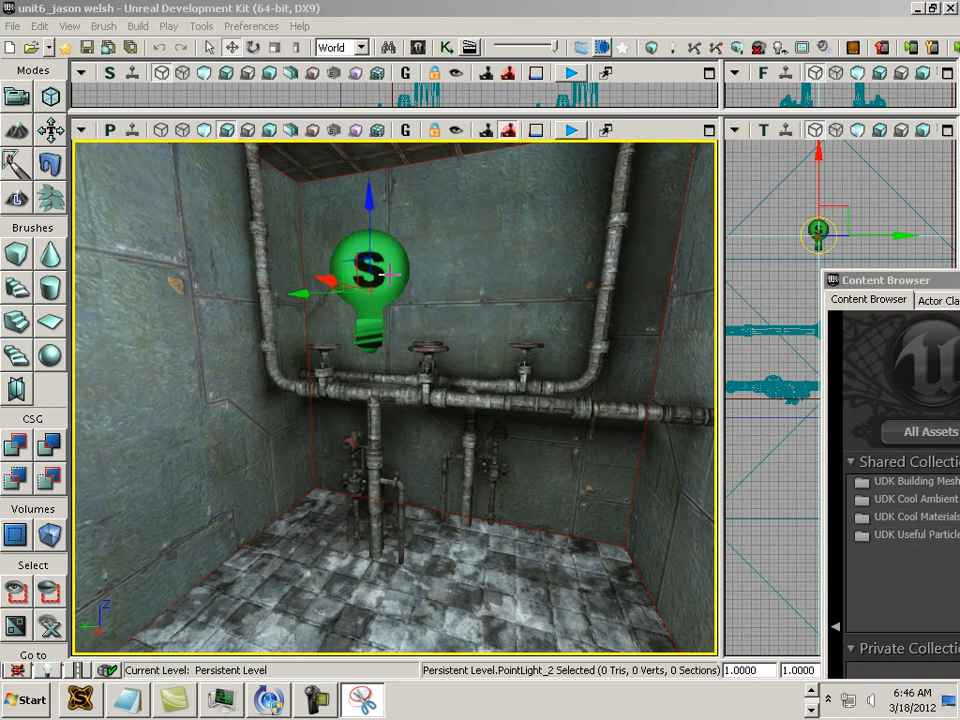 unit6_jason welsh - Unreal Development Kit (64-bit, DX9)
File Edit View Brush Build Play Tools Preferences Help
World
K
Modes
S
G
F
P
G
T
L
Brushes
S
S
Content Browser
Content Browser
Actor Cla
All Assets
CSG
Shared Collectio
UDK Building Mesh
UDK Cool Ambient
UDK Cool Materials
UDK Useful Particle
Volumes
Select
Z
Y
X
Private Collectio
Go to
Current Level: Persistent Level
Persistent Level.PointLight_2 Selected (0 Tris, 0 Verts, 0 Sections)
1.0000
1.0000
Start
6:46 AM
3/18/2012